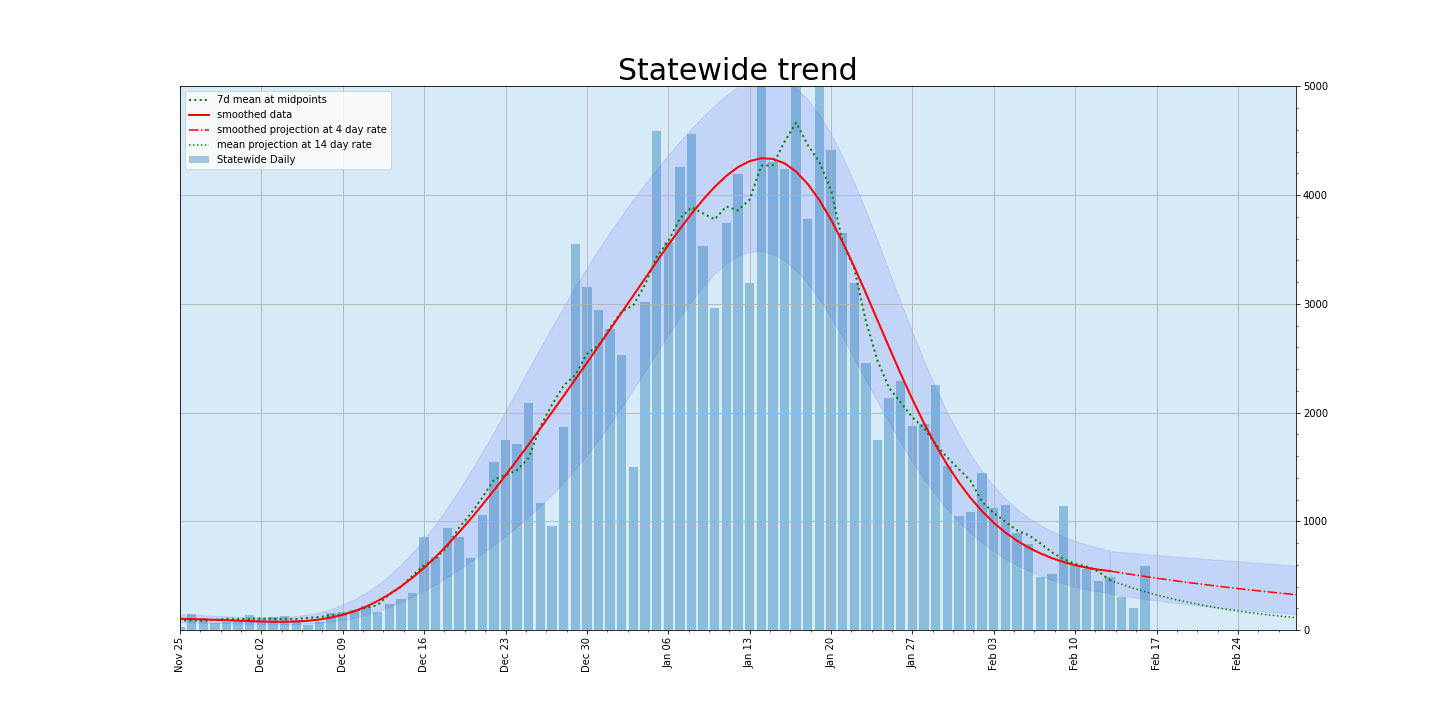 Statewide trend
7d mean at midpoints
smoothed data
smoothed projection at 4 day rate
mean projection at 14 day rate
Statewide Daily
5000
4000
3000
2000
1000
0
Nov 25
Dec 02
Dec 09
Dec 16
Dec 23
Dec 30
Jan 06
Jan 13
Jan 20
Jan 27
Feb 03
Feb 10
Feb 17
Feb 24